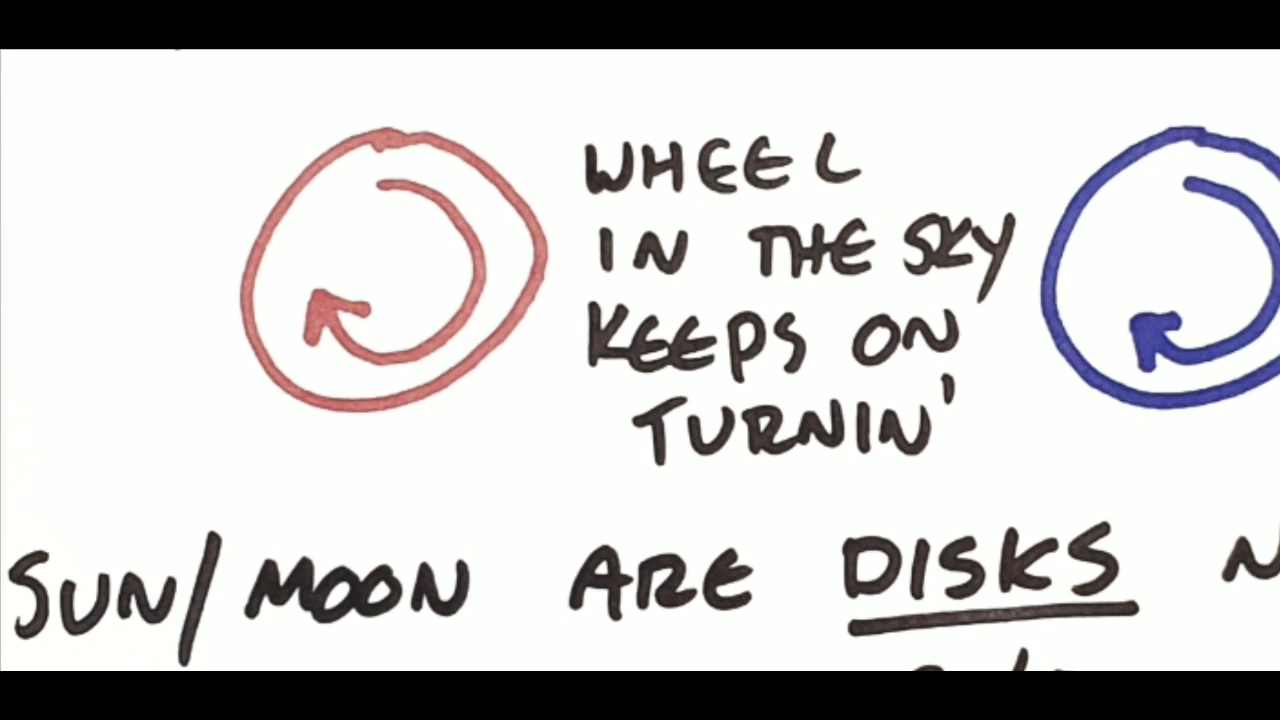 WHEEL
IN THE SKY
KEEPS ON
TURNIN'
SUN/MOON ARE DISKS N